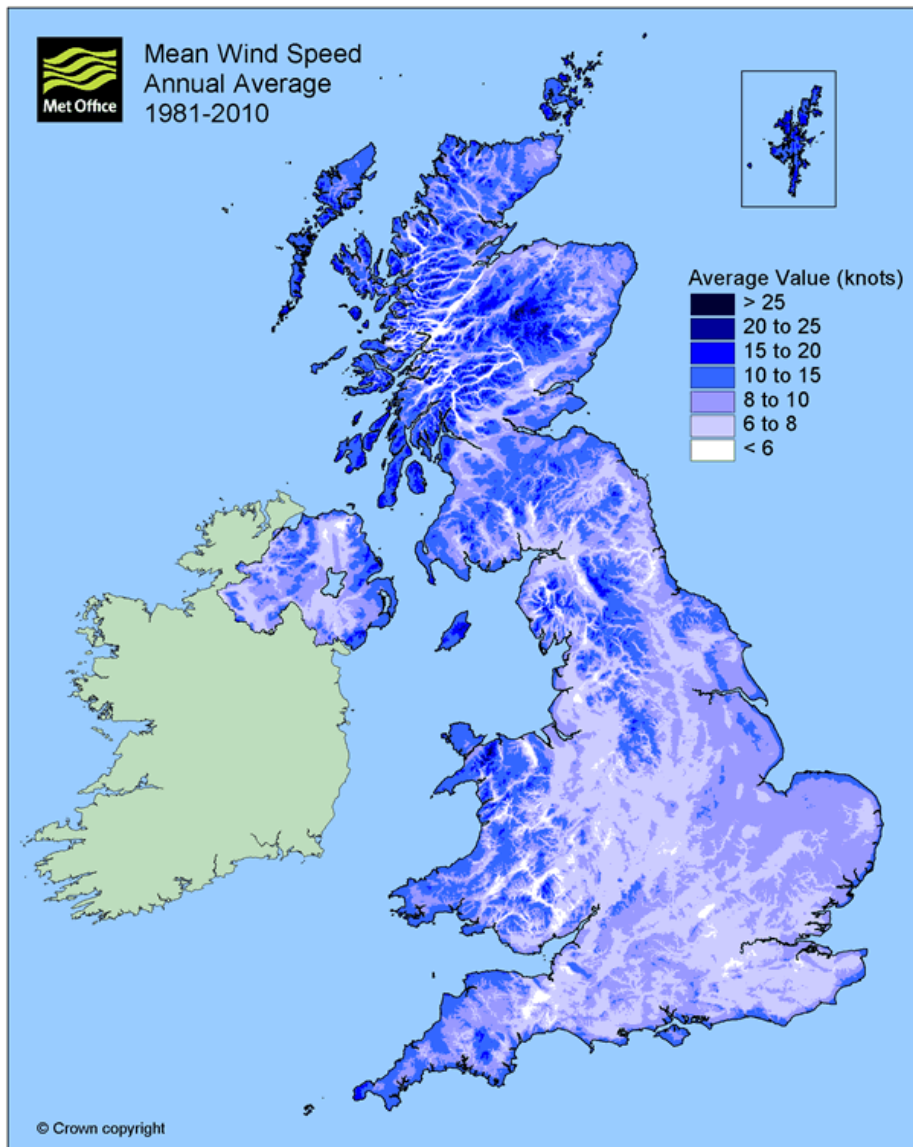 Met Office
Mean Wind Speed
Annual Average
1981-2010
Average Value (knots)
> 25
20 to 25
15 to 20
10 to 15
8 to 10
6 to 8
< 6
© Crown copyright